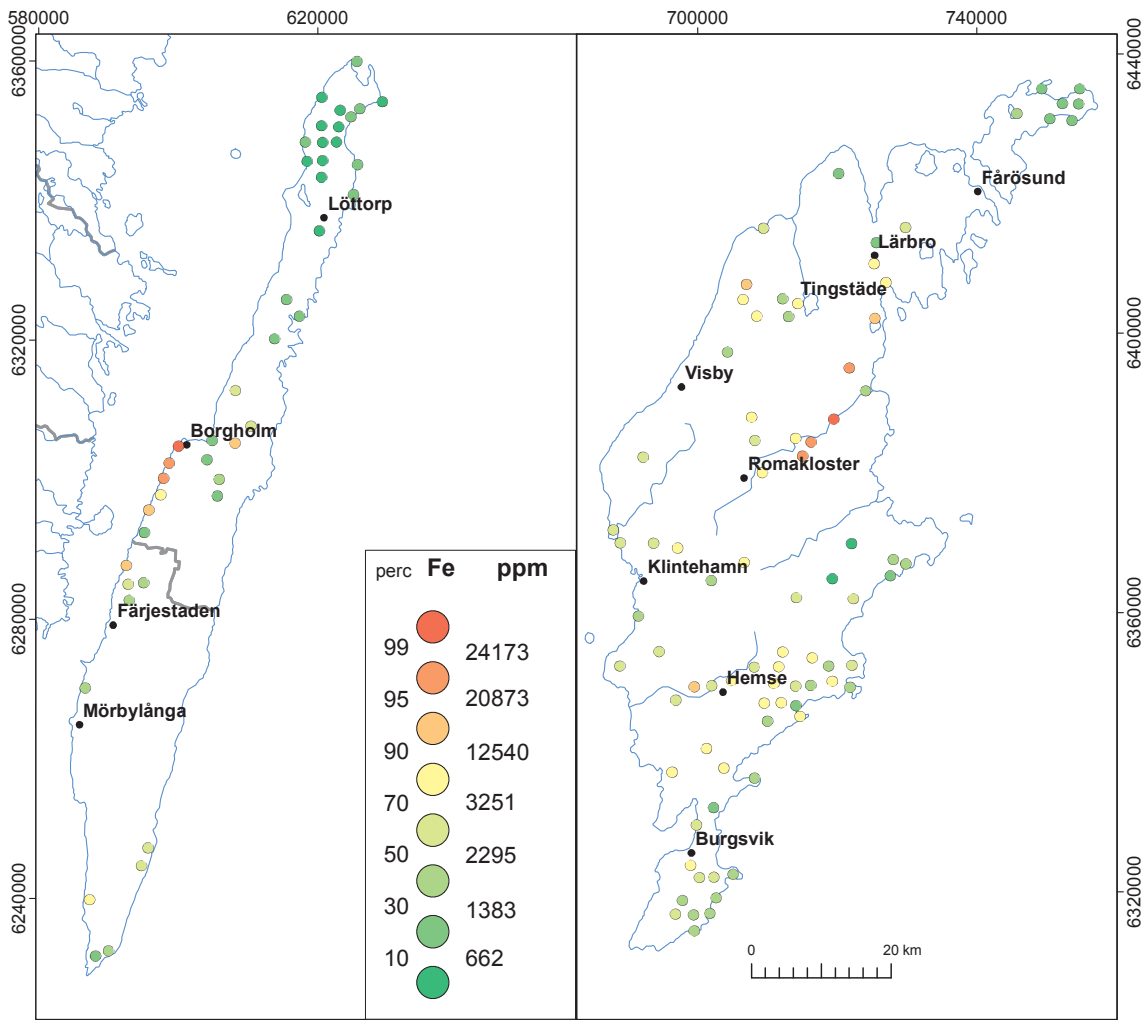 580000 620000 700000 740000
6360000
6320000
6280000
6240000
6440000
6400000
6360000
6320000
Löttorp
Borgholm
Färjestaden
Mörbylånga
Fårösund
Lärbro
Tingstäde
Visby
Romakloster
Klintehamn
Hemse
Burgsvik
perc Fe ppm
99 24173
95 20873
90 12540
70 3251
50 2295
30 1383
10 662
0 20 km